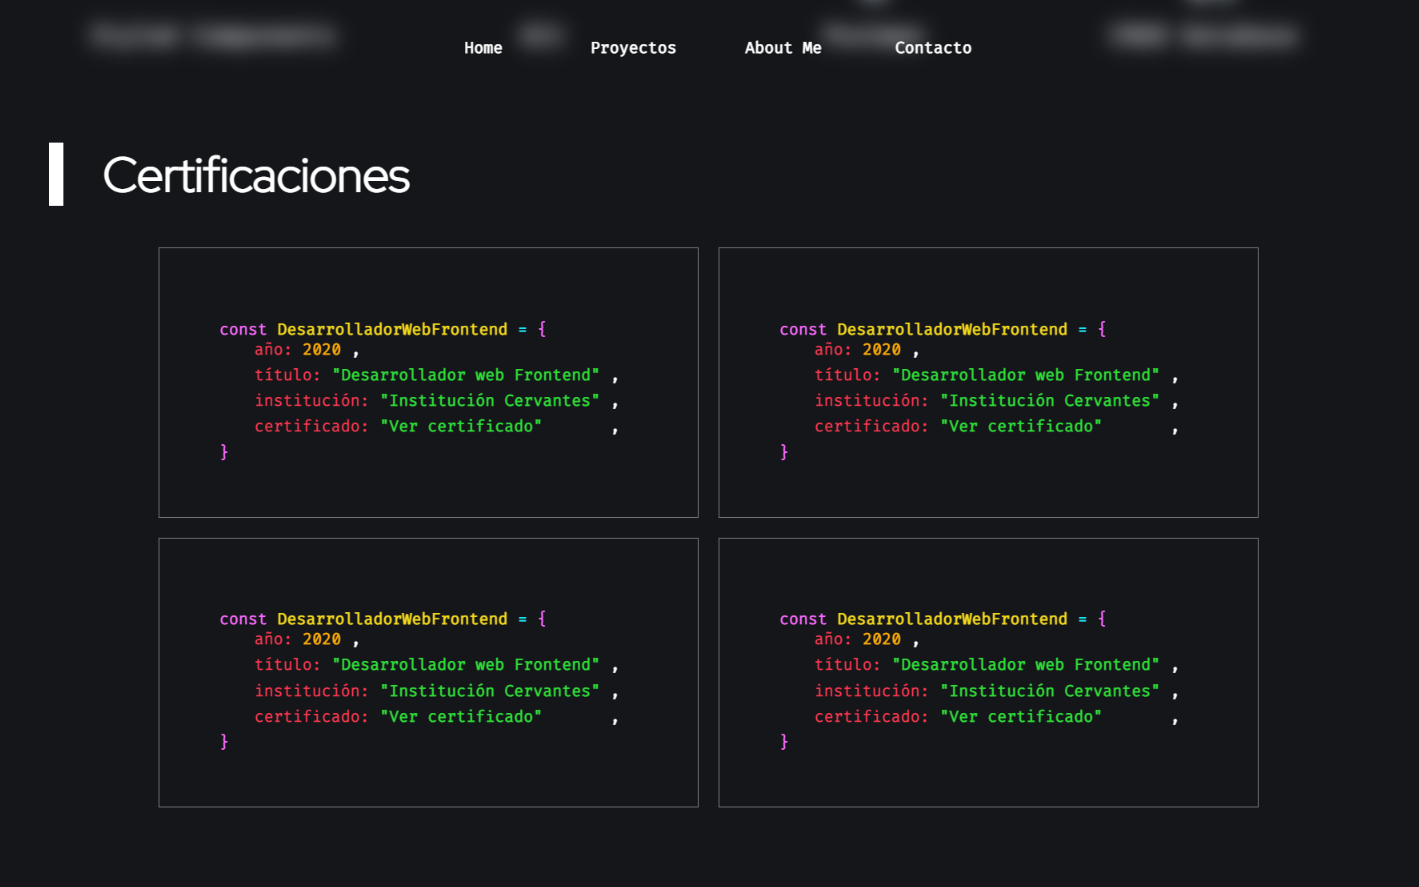 Home Proyectos About Me Contacto
Certificaciones
const DesarrolladorWebFrontend = {
año: 2020 ,
título: "Desarrollador web Frontend" ,
institución: "Institución Cervantes" ,
certificado: "Ver certificado" ,
}
const DesarrolladorWebFrontend = {
año: 2020 ,
título: "Desarrollador web Frontend" ,
institución: "Institución Cervantes" ,
certificado: "Ver certificado" ,
}
const DesarrolladorWebFrontend = {
año: 2020 ,
título: "Desarrollador web Frontend" ,
institución: "Institución Cervantes" ,
certificado: "Ver certificado" ,
}
const DesarrolladorWebFrontend = {
año: 2020 ,
título: "Desarrollador web Frontend" ,
institución: "Institución Cervantes" ,
certificado: "Ver certificado" ,
}